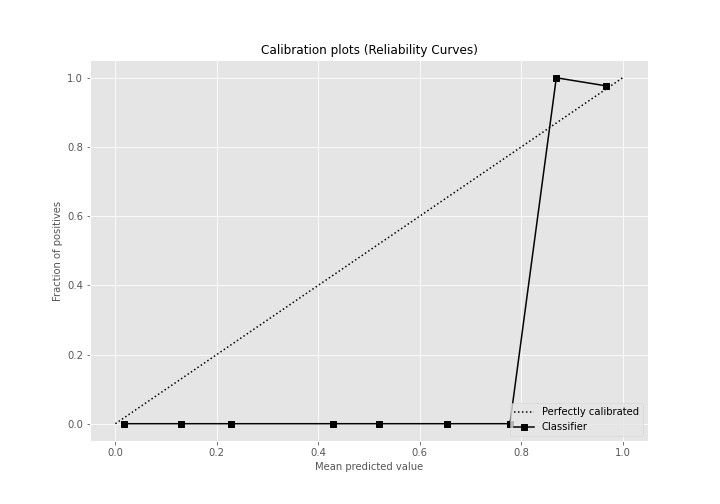 Calibration plots (Reliability Curves)
1.0
0.8
0.6
0.4
0.2
0.0
Fraction of positives
0.0 0.2 0.4 0.6 0.8 1.0
Mean predicted value
Perfectly calibrated
Classifier